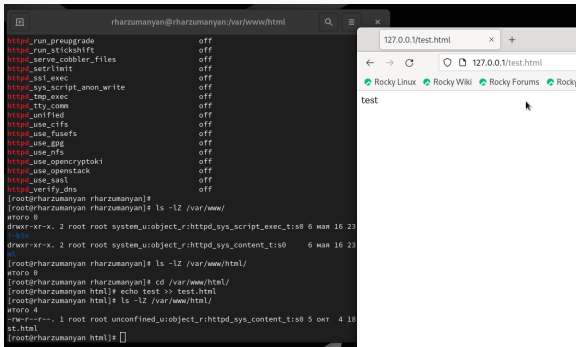 rharzumanyan@rharzumanyan:/var/www/html
httpd_run_preupgrade off
httpd_run_stickshift off
httpd_serve_cobbler_files off
httpd_setrlimit off
httpd_ssi_exec off
httpd_sys_script_anon_write off
httpd_tmp_exec off
httpd_tty_comm off
httpd_unified off
httpd_use_cifs off
httpd_use_fusefs off
httpd_use_gpg off
httpd_use_nfs off
httpd_use_opencryptoki off
httpd_use_openstack off
httpd_use_sasl off
httpd_verify_dns off
[root@rharzumanyan rharzumanyan]#
[root@rharzumanyan rharzumanyan]# ls -lZ /var/www/
итого 0
drwxr-xr-x. 2 root root system_u:object_r:httpd_sys_script_exec_t:s0 6 мая 16 23
i-bin
drwxr-xr-x. 2 root root system_u:object_r:httpd_sys_content_t:s0 6 мая 16 23
ml
[root@rharzumanyan rharzumanyan]# ls -lZ /var/www/html/
итого 0
[root@rharzumanyan rharzumanyan]# cd /var/www/html/
[root@rharzumanyan html]# echo test >> test.html
[root@rharzumanyan html]# ls -lZ /var/www/html/
итого 4
-rw-r--r--. 1 root root unconfined_u:object_r:httpd_sys_content_t:s0 5 окт 4 18
st.html
[root@rharzumanyan html]#
127.0.0.1/test.html
127.0.0.1/test.html
Rocky Linux Rocky Wiki Rocky Forums Rocky
test